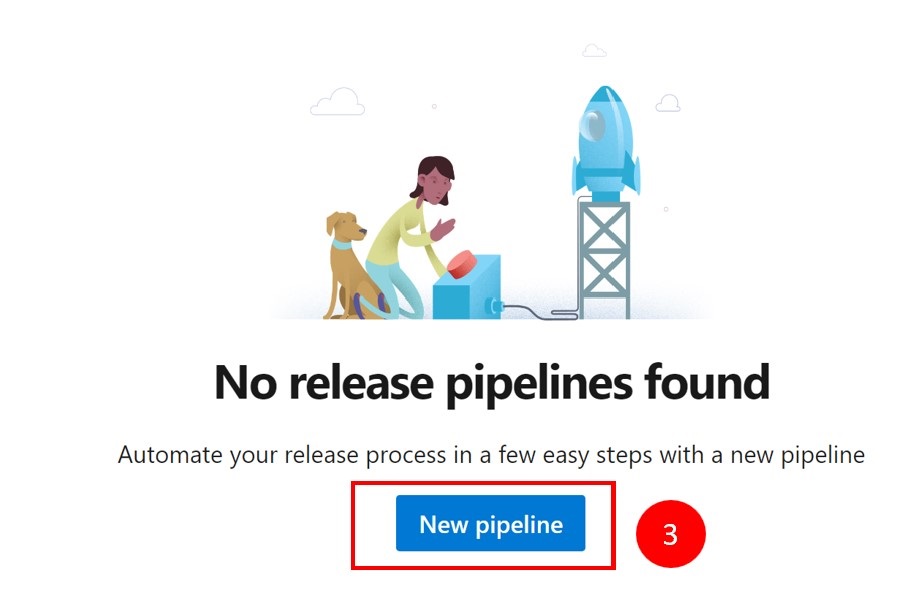 No release pipelines found
Automate your release process in a few easy steps with a new pipeline
New pipeline
3